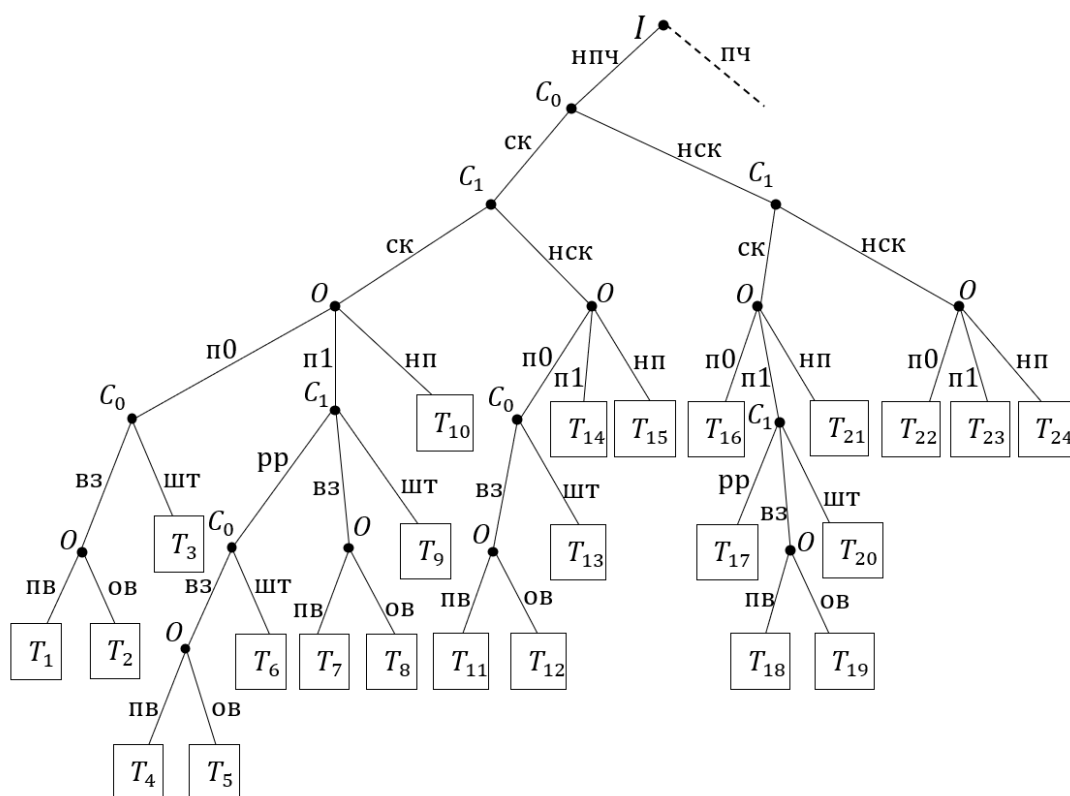 I
нпч пч
C₀
ск нск
C₁ C₁
ск нск ск нск
O O O O
п0 п1 нп п0 п1 нп п0 п1 нп п0 п1 нп
C₀ C₁ T₁₀ C₀ T₁₄ T₁₅ T₁₆ C₁ T₂₁ T₂₂ T₂₃ T₂₄
вз шт рр вз шт вз шт рр вз шт
O T₃ C₀ O T₉ O T₁₃ T₁₇ O T₂₀
пв ов вз шт пв ов пв ов пв ов
T₁ T₂ O T₆ T₇ T₈ T₁₁ T₁₂ T₁₈ T₁₉
пв ов
T₄ T₅